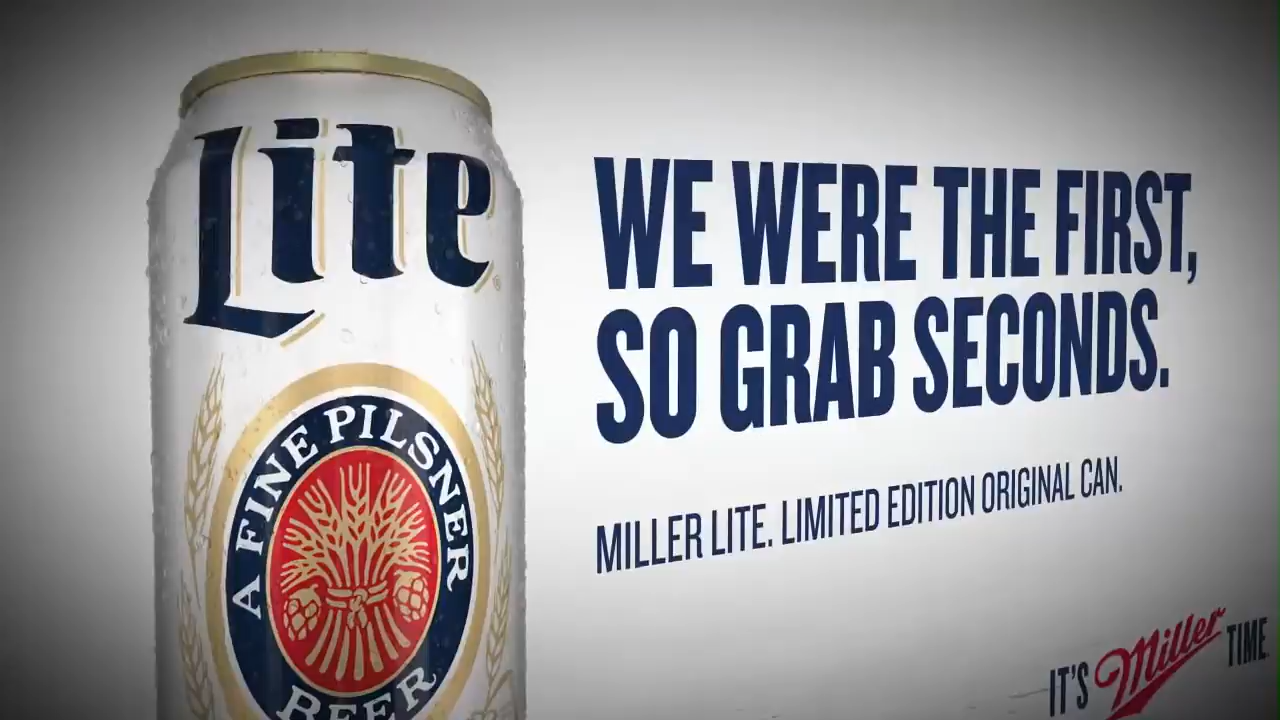 Lite
A FINE PILSNER
BEER
WE WERE THE FIRST,
SO GRAB SECONDS.
MILLER LITE. LIMITED EDITION ORIGINAL CAN.
IT'S Miller TIME.